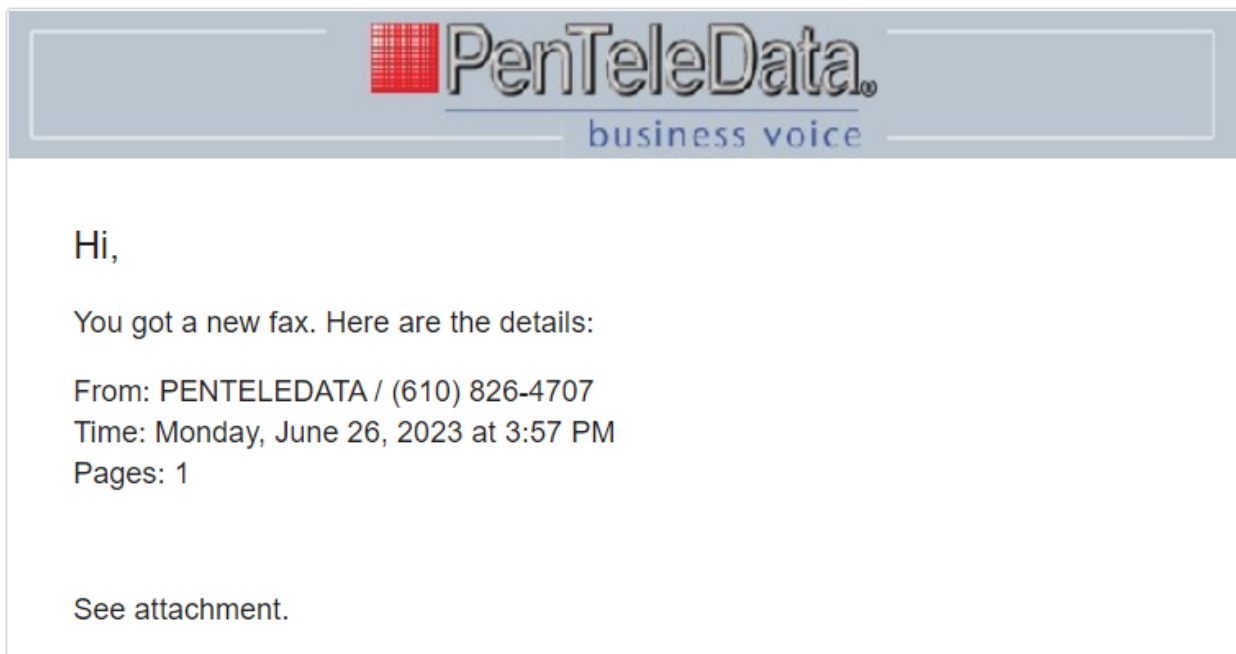 PenTeleData®
business voice
Hi,
You got a new fax. Here are the details:
From: PENTELEDATA / (610) 826-4707
Time: Monday, June 26, 2023 at 3:57 PM
Pages: 1
See attachment.